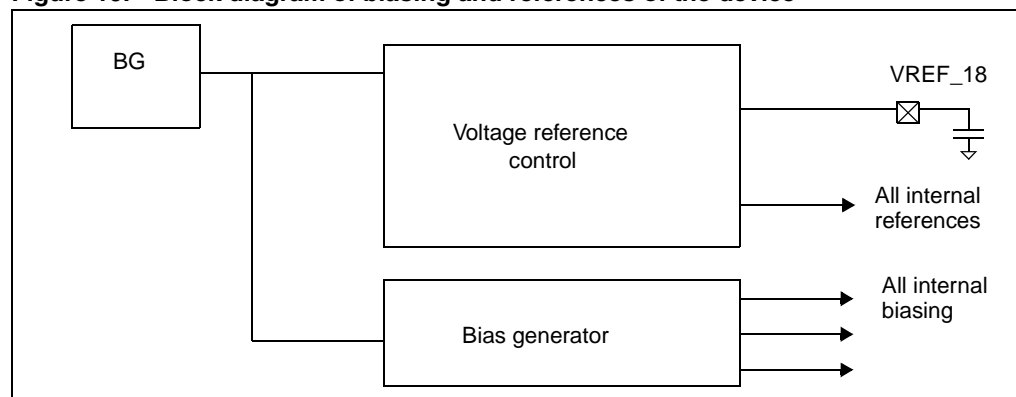 Figure 18. Block diagram of biasing and references of the device
BG
Voltage reference
control
VREF_18
All internal
references
Bias generator
All internal
biasing